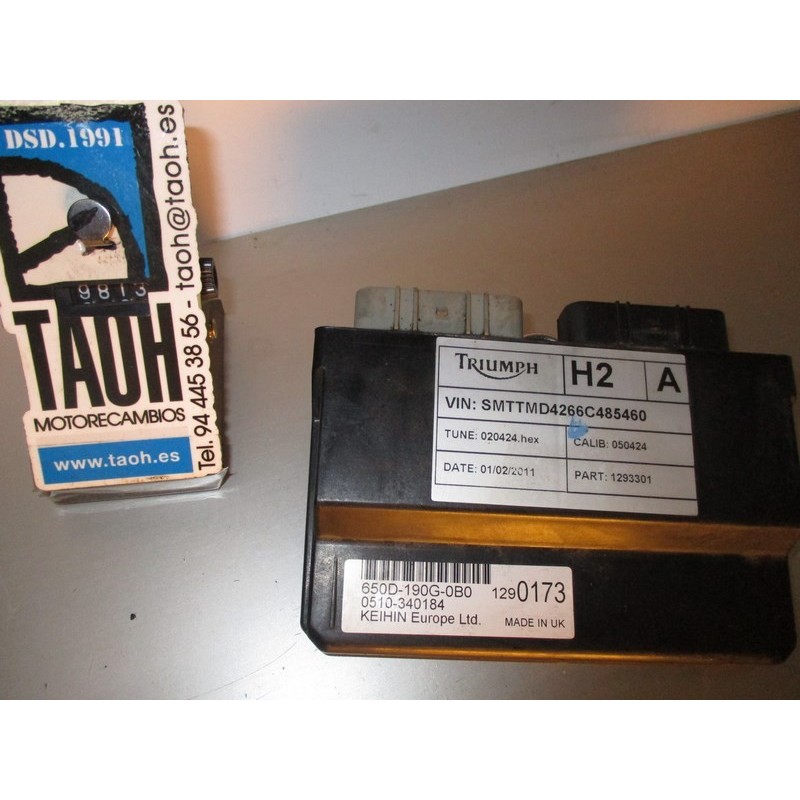 DSD.1991
9813
TAOH
MOTORECAMBIOS
www.taoh.es
Tel. 94 445 38 56 - taoh@taoh.es
TRIUMPH
H2
A
VIN: SMTTMD4266C485460
TUNE: 020424.hex
CALIB: 050424
DATE: 01/02/2011
PART: 1293301
650D-190G-0B0
1290173
0510-340184
KEIHIN Europe Ltd.
MADE IN UK